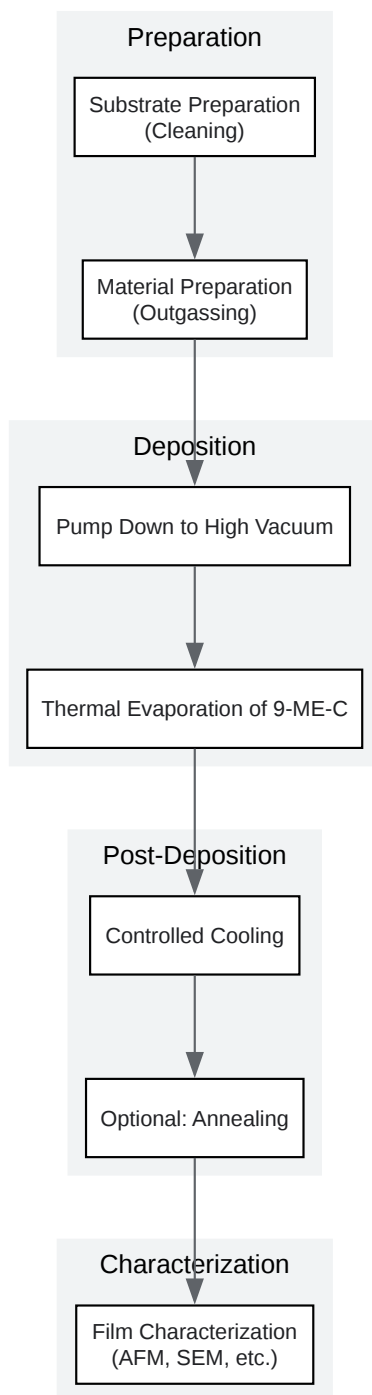 Preparation
Substrate Preparation
(Cleaning)
Material Preparation
(Outgassing)
Deposition
Pump Down to High Vacuum
Thermal Evaporation of 9-ME-C
Post-Deposition
Controlled Cooling
Optional: Annealing
Characterization
Film Characterization
(AFM, SEM, etc.)